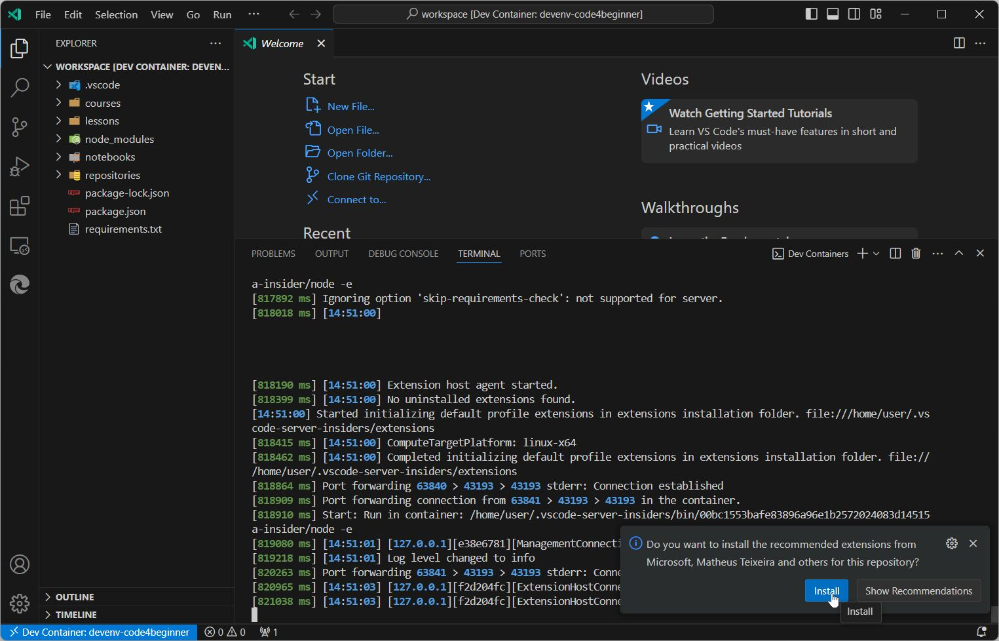 File Edit Selection View Go Run ···
workspace [Dev Container: devenv-code4beginner]
EXPLORER
WORKSPACE [DEV CONTAINER: DEVEN...
.vscode
courses
lessons
node_modules
notebooks
repositories
package-lock.json
package.json
requirements.txt
OUTLINE
TIMELINE
Welcome
Start
New File...
Open File...
Open Folder...
Clone Git Repository...
Connect to...
Recent
Videos
Watch Getting Started Tutorials
Learn VS Code's must-have features in short and
practical videos
Walkthroughs
PROBLEMS OUTPUT DEBUG CONSOLE TERMINAL PORTS
Dev Containers
a-insider/node -e
[817892 ms] Ignoring option 'skip-requirements-check': not supported for server.
[818018 ms] [14:51:00]
[818190 ms] [14:51:00] Extension host agent started.
[818399 ms] [14:51:00] No uninstalled extensions found.
[14:51:00] Started initializing default profile extensions in extensions installation folder. file:///home/user/.vs
code-server-insiders/extensions
[818415 ms] [14:51:00] ComputeTargetPlatform: linux-x64
[818462 ms] [14:51:00] Completed initializing default profile extensions in extensions installation folder. file://
/home/user/.vscode-server-insiders/extensions
[818864 ms] Port forwarding 63840 > 43193 > 43193 stderr: Connection established
[818909 ms] Port forwarding connection from 63841 > 43193 > 43193 in the container.
[818910 ms] Start: Run in container: /home/user/.vscode-server-insiders/bin/00bc1553bafe83896a96e1b2572024083d14515
a-insider/node -e
[819080 ms] [14:51:01] [127.0.0.1][e38e6781][ManagementConnecti
[819218 ms] [14:51:01] Log level changed to info
[820263 ms] Port forwarding 63841 > 43193 > 43193 stderr: Conne
[820965 ms] [14:51:03] [127.0.0.1][f2d204fc][ExtensionHostConne
[821038 ms] [14:51:03] [127.0.0.1][f2d204fc][ExtensionHostConne
Do you want to install the recommended extensions from
Microsoft, Matheus Teixeira and others for this repository?
Install Show Recommendations
Install
Dev Container: devenv-code4beginner 0 0 1